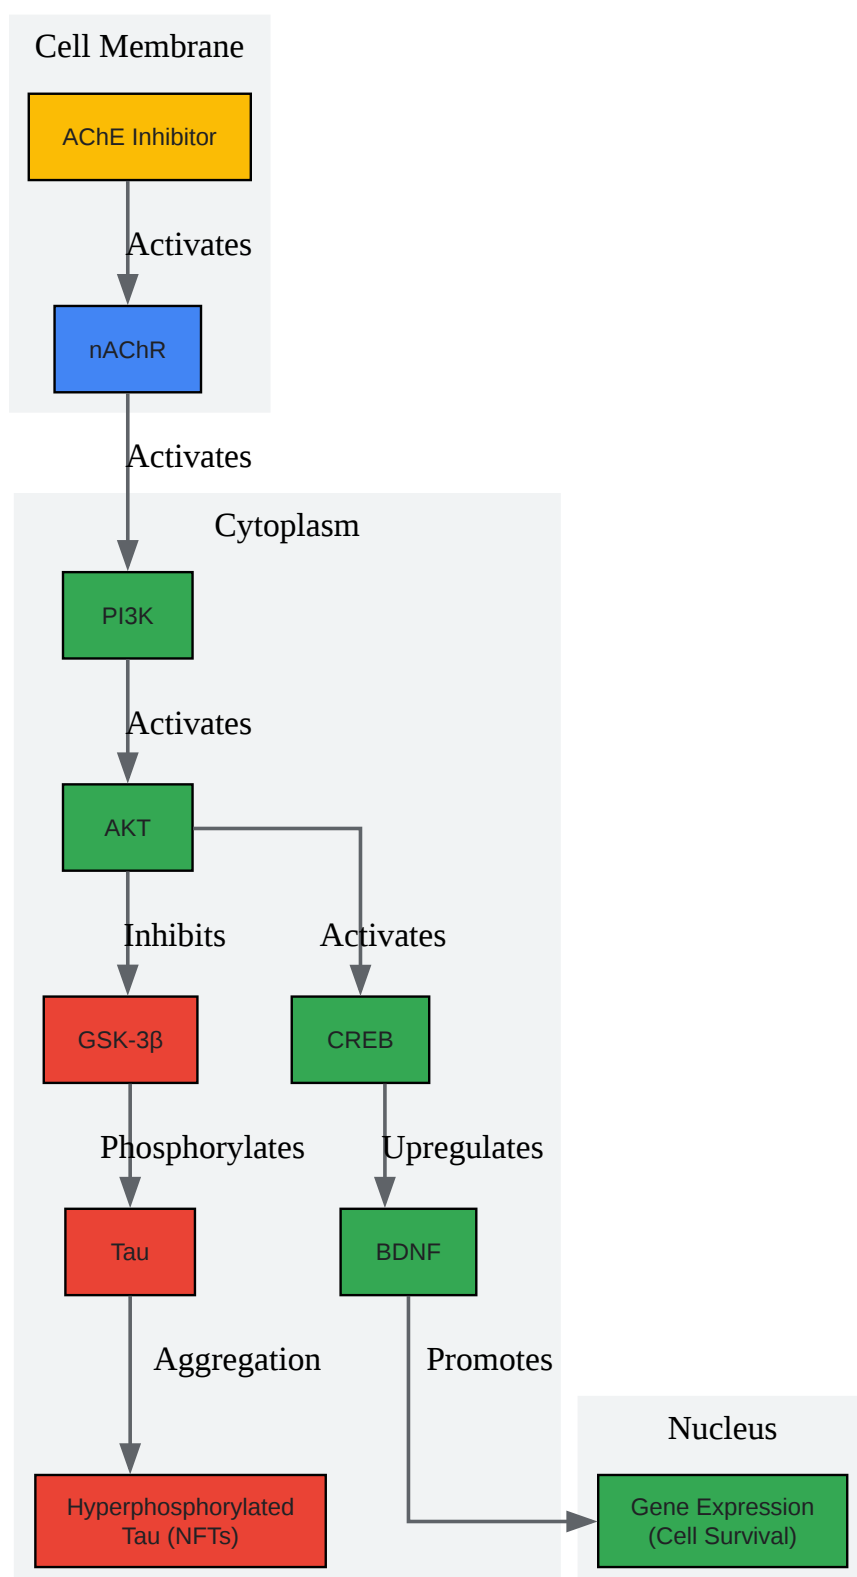 Cell Membrane
AChE Inhibitor
Activates
nAChR
Activates
Cytoplasm
PI3K
Activates
AKT
Inhibits
Activates
GSK-3β
CREB
Phosphorylates
Upregulates
Tau
BDNF
Aggregation
Promotes
Nucleus
Hyperphosphorylated
Tau (NFTs)
Gene Expression
(Cell Survival)